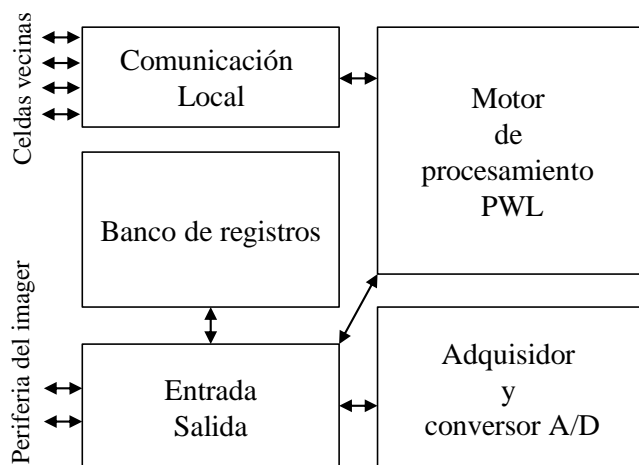 Celdas vecinas
Comunicación
Local
Motor
de
procesamiento
PWL
Banco de registros
Periferia del imager
Entrada
Salida
Adquisidor
y
conversor A/D